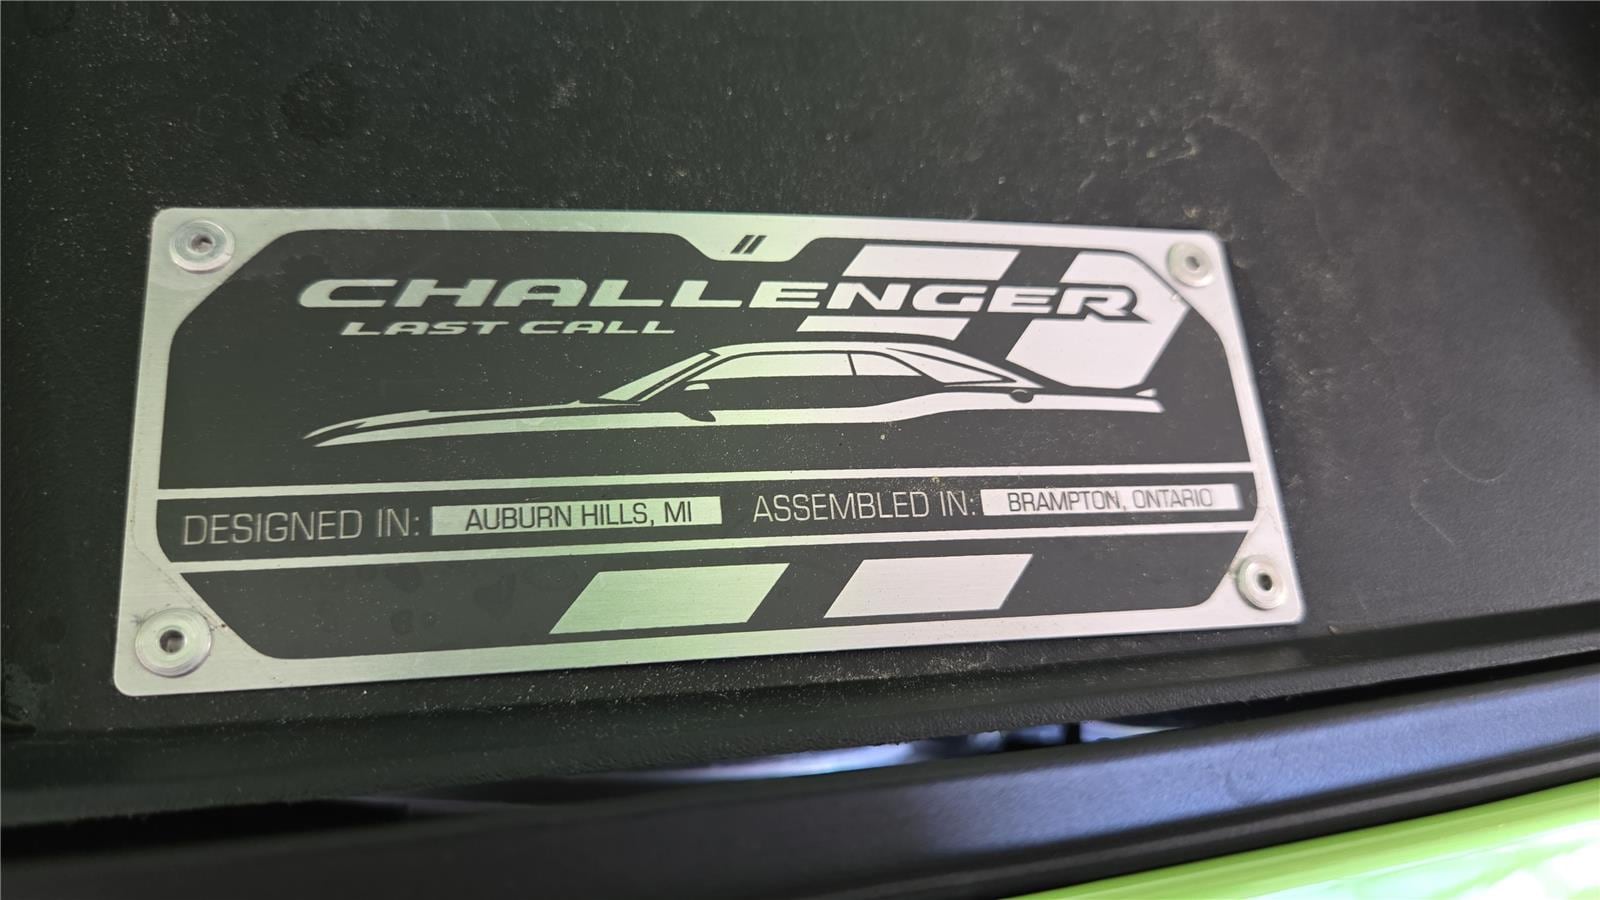 CHALLENGER
LAST CALL
DESIGNED IN: AUBURN HILLS, MI ASSEMBLED IN: BRAMPTON, ONTARIO